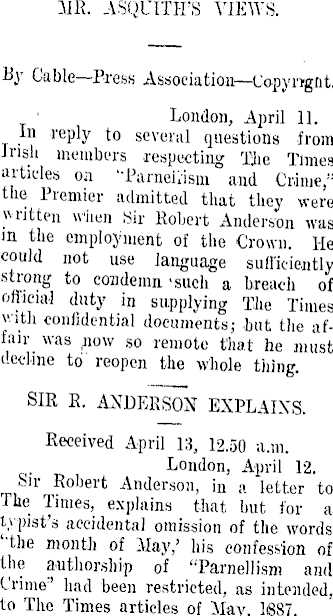 MR. ASQUITH'S VIEWS.
By Cable—Press Association—Copyright.
London, April 11.
In reply to several questions from
Irish members respecting The Times
articles on "Parnellism and Crime,"
the Premier admitted that they were
written when Sir Robert Anderson was
in the employment of the Crown. He
could not use language sufficiently
strong to condemn such a breach of
official duty in supplying The Times
with confidential documents; but the af-
fair was now so remote that he must
decline to reopen the whole thing.
SIR R. ANDERSON EXPLAINS.
Received April 13, 12.50 a.m.
London, April 12.
Sir Robert Anderson, in a letter to
The Times, explains that but for a
typist's accidental omission of the words
"the month of May,' his confession of
the authorship of "Parnellism and
Crime" had been restricted, as intended,
to The Times articles of May, 1887.